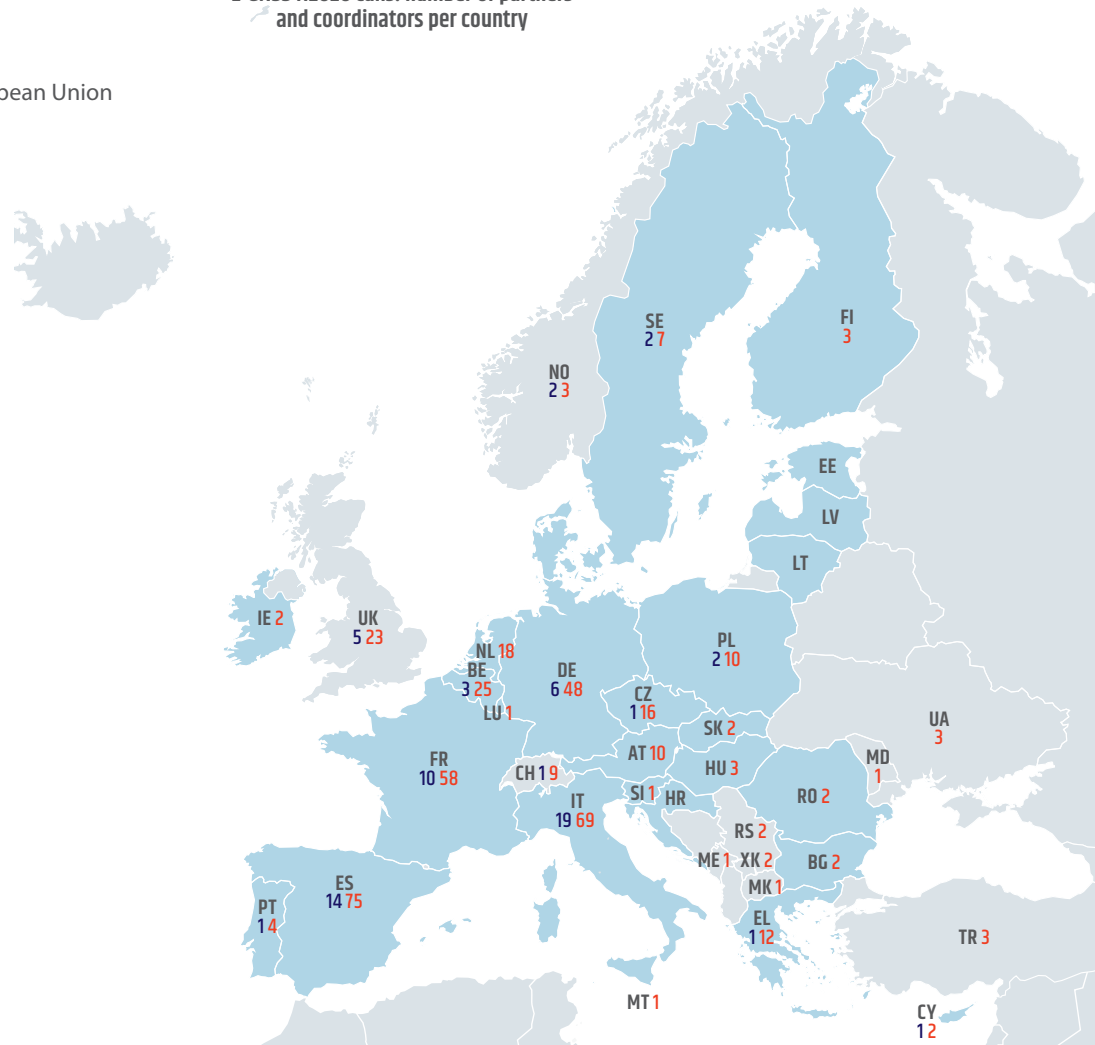 and coordinators per country
pean Union
SE
2 7
FI
3
NO
2 3
EE
LV
LT
IE 2
UK
5 23
NL 18
BE
3 25
LU 1
DE
6 48
PL
2 10
CZ
1 16
SK 2
UA
3
MD
1
FR
10 58
CH 1 9
AT 10
HU 3
IT
19 69
SI 1
HR
RO 2
RS 2
ME 1
XK 2
BG 2
MK 1
ES
14 75
PT
1 4
EL
1 12
TR 3
MT 1
CY
1 2